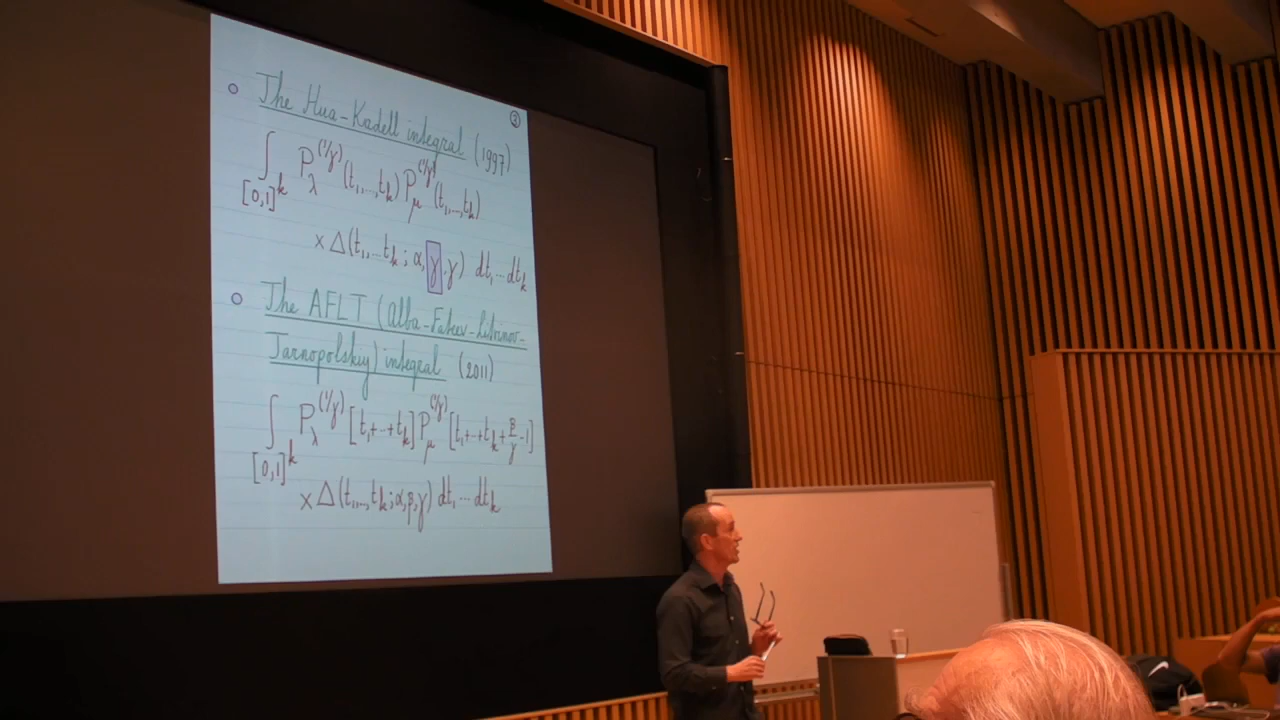 ③
○ The Hua-Kadell integral (1997)
∫_{[0,1]^k} P_λ^{(1/γ)}(t_1,...,t_k) P_μ^{(1/γ)}(t_1,...,t_k)
× Δ(t_1,...t_k; α, γ, γ) dt_1 ... dt_k
○ The AFLT (Alba-Fateev-Litvinov-
Tarnopolskiy) integral (2011)
∫_{[0,1]^k} P_λ^{(1/γ)}[t_1+...+t_k] P_μ^{(1/γ)}[t_1+...+t_k+β/γ-1]
× Δ(t_1,...,t_k; α, β, γ) dt_1 ... dt_k